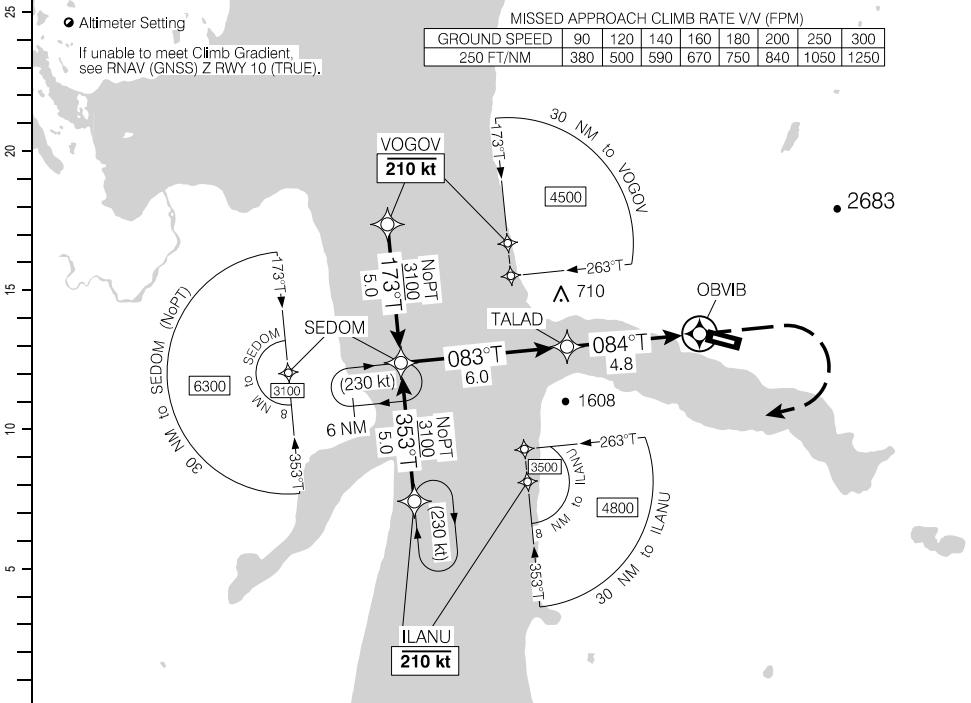 Altimeter Setting
If unable to meet Climb Gradient,
see RNAV (GNSS) Z RWY 10 (TRUE).
MISSED APPROACH CLIMB RATE V/V (FPM)
GROUND SPEED 90 120 140 160 180 200 250 300
250 FT/NM 380 500 590 670 750 840 1050 1250
25
20
15
10
5
VOGOV
210 kt
173°T
30 NM to VOGOV
4500
263°T
2683
173°T
5.0
NoPT
3100
710
OBVIB
TALAD
SEDOM
30 NM to SEDOM (NoPT)
6300
173°T
8 NM to SEDOM
3100
353°T
(230 kt)
6 NM
083°T
6.0
084°T
4.8
1608
353°T
5.0
NoPT
3100
(230 kt)
263°T
3500
8 NM to ILANU
4800
30 NM to ILANU
353°T
ILANU
210 kt